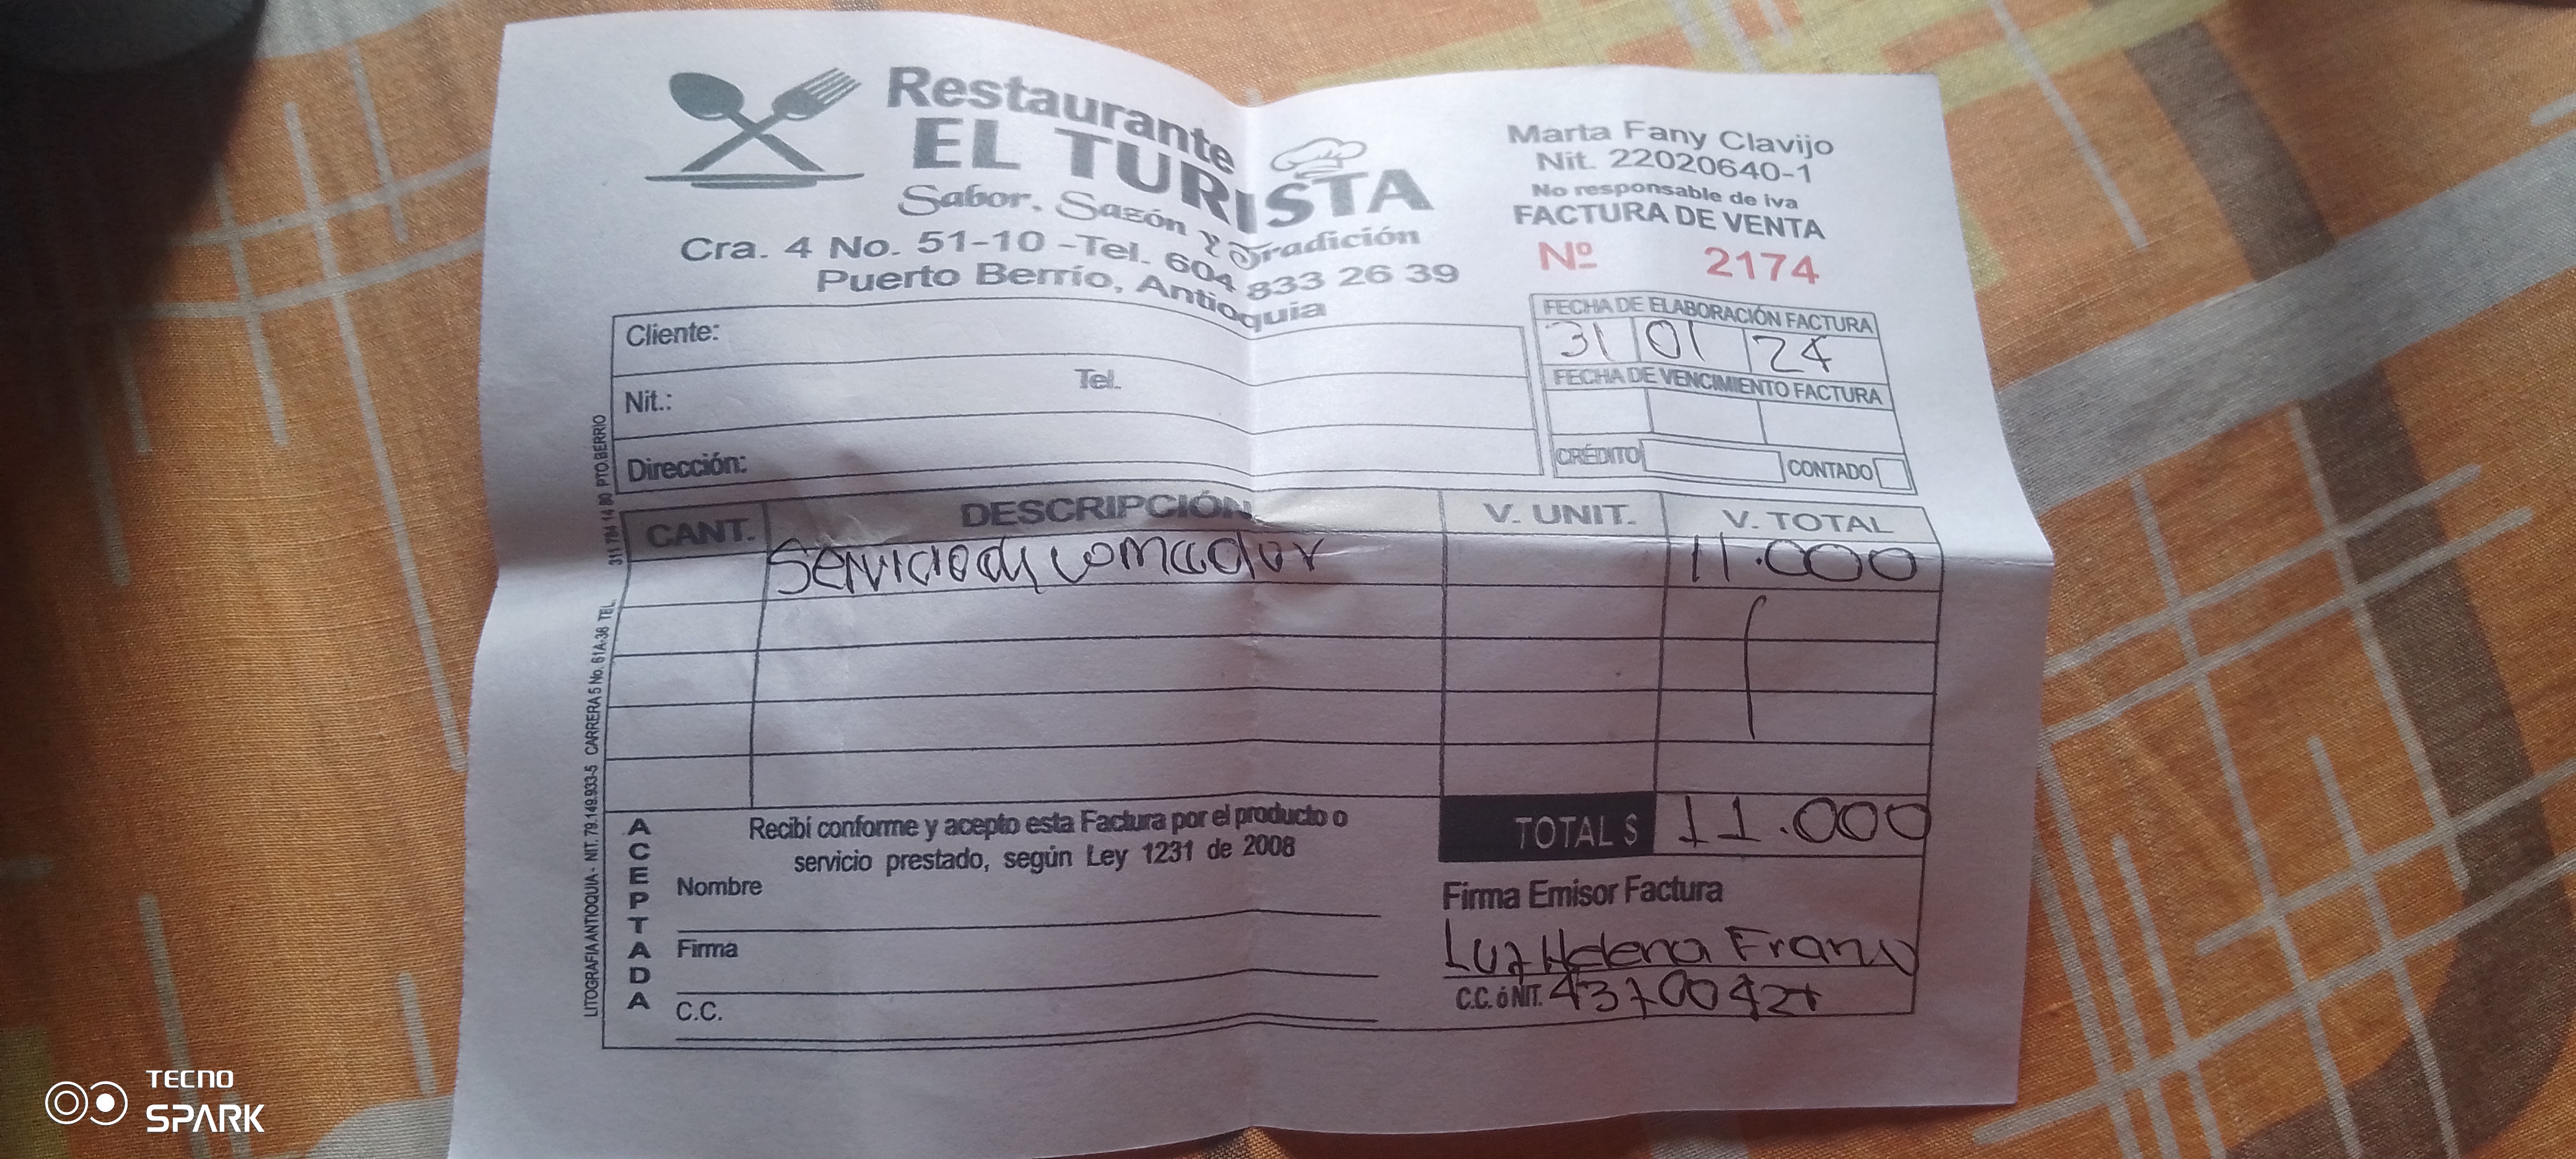 Restaurante
EL TURISTA
Sabor, Sazón y Tradición
Cra. 4 No. 51-10 -Tel. 604 833 26 39
Puerto Berrío, Antioquia
Marta Fany Clavijo
Nit. 22020640-1
No responsable de iva
FACTURA DE VENTA
Nº 2174
FECHA DE ELABORACIÓN FACTURA
31 01 24
FECHA DE VENCIMIENTO FACTURA
CRÉDITO CONTADO
Cliente:
Nit.: Tel.
Dirección:
CANT. DESCRIPCIÓN V. UNIT. V. TOTAL
Servicio de comedor 11.000
TOTAL $ 11.000
ACEPTADA
Recibí conforme y acepto esta Factura por el producto o
servicio prestado, según Ley 1231 de 2008
Nombre
Firma
C.C.
Firma Emisor Factura
Luz Helena Franco
C.C. ó NIT.
LITOGRAFIA ANTIOQUIA - NIT. 79.149.933-5 CARRERA 5 No. 61A-36 TEL. PTO.BERRIO
TECNO
SPARK